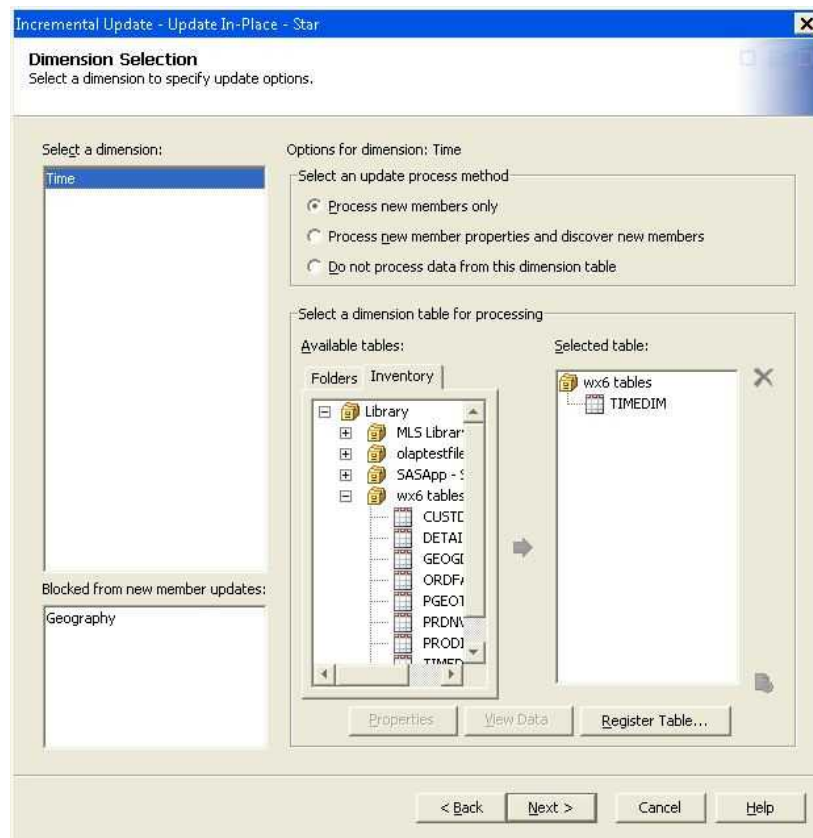 Incremental Update - Update In-Place - Star
Dimension Selection
Select a dimension to specify update options.
Select a dimension:
Time
Blocked from new member updates:
Geography
Options for dimension: Time
Select an update process method
Process new members only
Process new member properties and discover new members
Do not process data from this dimension table
Select a dimension table for processing
Available tables:
Folders Inventory
Library
MLS Librar
olaptestfile
SASApp - S
wx6 tables
CUSTD
DETAI
GEOGD
ORDFA
PGEOT
PRDNV
PRODI
TIMED
Selected table:
wx6 tables
TIMEDIM
Properties View Data Register Table...
< Back Next > Cancel Help